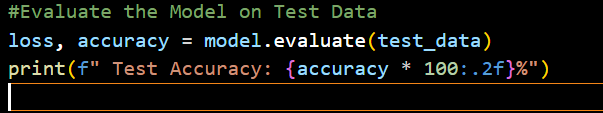 #Evaluate the Model on Test Data
loss, accuracy = model.evaluate(test_data)
print(f" Test Accuracy: {accuracy * 100:.2f}%")